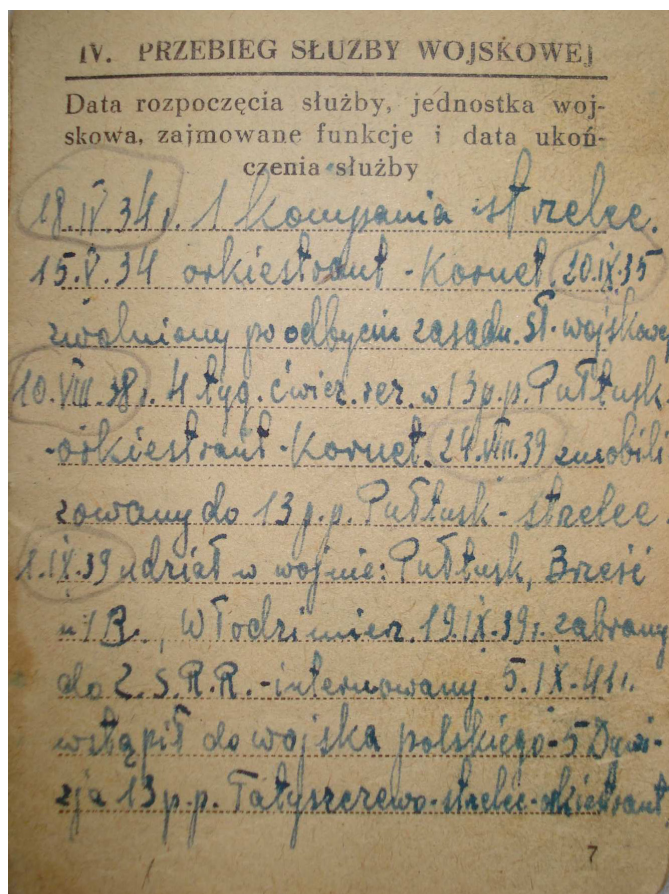 IV. PRZEBIEG SŁUŻBY WOJSKOWEJ
Data rozpoczęcia służby, jednostka woj-
skowa, zajmowane funkcje i data ukoń-
czenia służby
18.IV.34r. 1 kompania strzelec.
15.V.34 orkiestrant - Kornet. 20.IX.35
zwolniony po odbyciu zasadn. sł. wojskowej
10.VIII.38r. 4 tyg. ćwicz. rez. w 13 p.p. Pułtusk.
-orkiestrant - Kornet. 24.VIII.39 zmobili
zowany do 13 p.p. Pułtusk - strzelec
1.IX.39 udział w wojnie: Pułtusk, Brześć
n/B., Włodzimierz. 19.IX.39r. zabrany
do Z.S.R.R. - internowany. 5.IX.41r.
wstąpił do wojska polskiego - 5 Dywi-
zja 13 p.p. Tatyszczewo - strzelec - orkiestrant
7